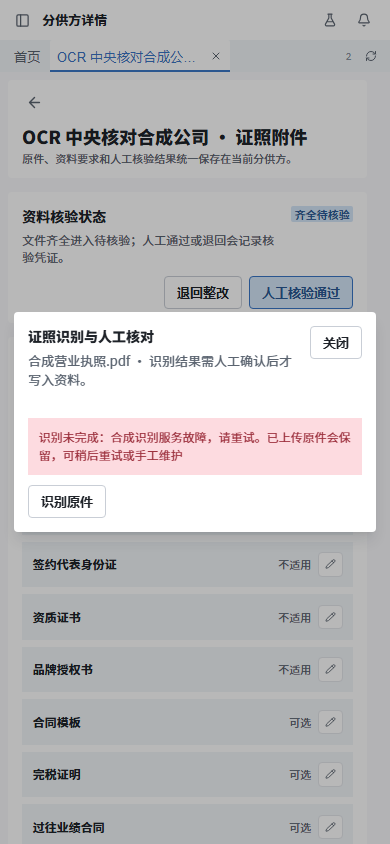 分供方详情
首页
OCR 中央核对合成公...
2
OCR 中央核对合成公司 · 证照附件
原件、资料要求和人工核验结果统一保存在当前分供方。
资料核验状态
齐全待核验
文件齐全进入待核验；人工通过或退回会记录核
验凭证。
退回整改
人工核验通过
证照识别与人工核对
关闭
合成营业执照.pdf · 识别结果需人工确认后才
写入资料。
识别未完成：合成识别服务故障，请重试。已上传原件会保
留，可稍后重试或手工维护
识别原件
签约代表身份证
不适用
资质证书
不适用
品牌授权书
不适用
合同模板
可选
完税证明
可选
过往业绩合同
可选